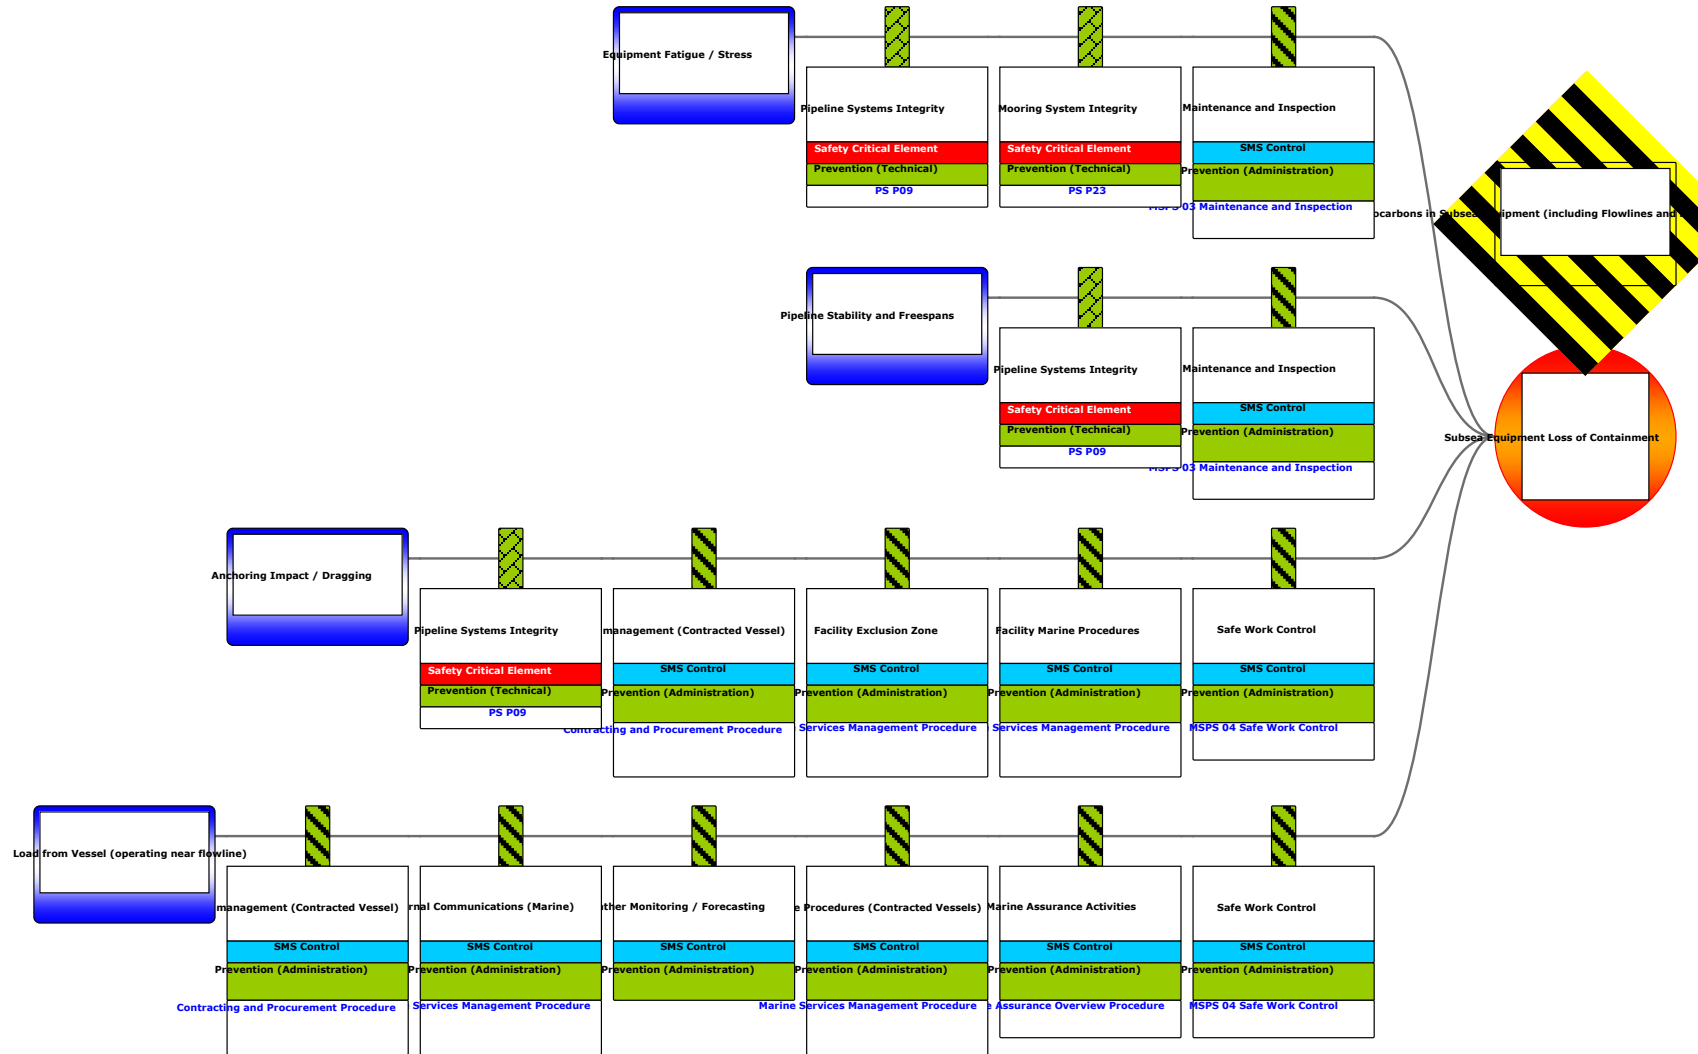 Equipment Fatigue / Stress
Pipeline Systems Integrity
Safety Critical Element
Prevention (Technical)
PS P09
Mooring System Integrity
Safety Critical Element
Prevention (Technical)
PS P23
Maintenance and Inspection
SMS Control
Prevention (Administration)
MSPS 03 Maintenance and Inspection
in Subsea Equipment (including Flowlines and
Pipeline Stability and Freespans
Pipeline Systems Integrity
Safety Critical Element
Prevention (Technical)
PS P09
Maintenance and Inspection
SMS Control
Prevention (Administration)
MSPS 03 Maintenance and Inspection
Subsea Equipment Loss of Containment
Anchoring Impact / Dragging
Pipeline Systems Integrity
Safety Critical Element
Prevention (Technical)
PS P09
management (Contracted Vessel)
SMS Control
Prevention (Administration)
Contracting and Procurement Procedure
Facility Exclusion Zone
SMS Control
Prevention (Administration)
Services Management Procedure
Facility Marine Procedures
SMS Control
Prevention (Administration)
Services Management Procedure
Safe Work Control
SMS Control
Prevention (Administration)
MSPS 04 Safe Work Control
Load from Vessel (operating near flowline)
management (Contracted Vessel)
SMS Control
Prevention (Administration)
Contracting and Procurement Procedure
Communications (Marine)
SMS Control
Prevention (Administration)
Services Management Procedure
Monitoring / Forecasting
SMS Control
Prevention (Administration)
Procedures (Contracted Vessels)
SMS Control
Prevention (Administration)
Marine Services Management Procedure
Marine Assurance Activities
SMS Control
Prevention (Administration)
Assurance Overview Procedure
Safe Work Control
SMS Control
Prevention (Administration)
MSPS 04 Safe Work Control